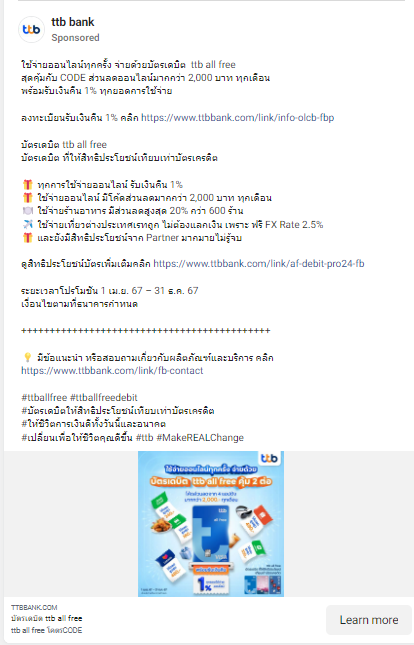 ttb bank
Sponsored
ใช้จ่ายออนไลน์ทุกครั้ง จ่ายด้วยบัตรเดบิต ttb all free
สุดคุ้มกับ CODE ส่วนลดออนไลน์มากกว่า 2,000 บาท ทุกเดือน
พร้อมรับเงินคืน 1% ทุกยอดการใช้จ่าย
ลงทะเบียนรับเงินคืน 1% คลิก https://www.ttbbank.com/link/info-olcb-fbp
บัตรเดบิต ttb all free
บัตรเดบิต ที่ให้สิทธิประโยชน์เทียบเท่าบัตรเครดิต
🎁 ทุกการใช้จ่ายออนไลน์ รับเงินคืน 1%
🎁 ใช้จ่ายออนไลน์ มีโค้ดส่วนลดมากกว่า 2,000 บาท ทุกเดือน
🍽️ ใช้จ่ายร้านอาหาร มีส่วนลดสูงสุด 20% กว่า 600 ร้าน
✈️ ใช้จ่ายเที่ยวต่างประเทศเรทถูก ไม่ต้องแลกเงิน เพราะ ฟรี FX Rate 2.5%
🎁 และยังมีสิทธิประโยชน์จาก Partner มากมายไม่รู้จบ
ดูสิทธิประโยชน์บัตรเพิ่มเติมคลิก https://www.ttbbank.com/link/af-debit-pro24-fb
ระยะเวลาโปรโมชัน 1 เม.ย. 67 – 31 ธ.ค. 67
เงื่อนไขตามที่ธนาคารกำหนด
++++++++++++++++++++++++++++++++++++++++++++
💡 มีข้อแนะนำ หรือสอบถามเกี่ยวกับผลิตภัณฑ์และบริการ คลิก
https://www.ttbbank.com/link/fb-contact
#ttballfree #ttballfreedebit
#บัตรเดบิตให้สิทธิประโยชน์เทียบเท่าบัตรเครดิต
#ให้ชีวิตการเงินดีทั้งวันนี้และอนาคต
#เปลี่ยนเพื่อให้ชีวิตคุณดีขึ้น #ttb #MakeREALChange
ttb
ใช้จ่ายออนไลน์ทุกครั้ง จ่ายด้วย
บัตรเดบิต ttb all free คุ้ม 2 ต่อ
1%
TTBBANK.COM
บัตรเดบิต ttb all free
ttb all free โคตรCODE
Learn more